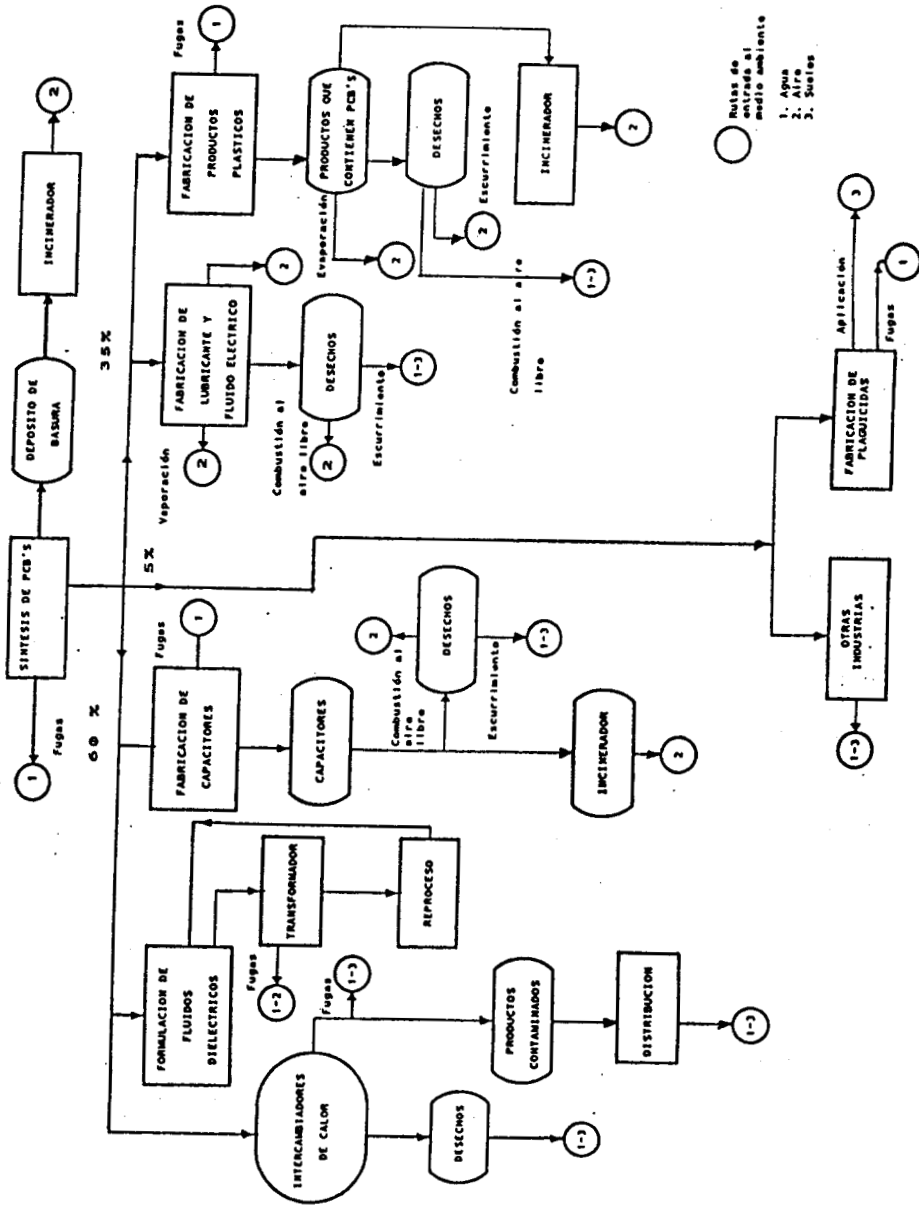 SINTESIS DE PCB'S
DEPOSITO DE
BASURA
INCINERADOR
2
Fugas
1
60 %
5%
35%
INTERCAMBIADORES
DE CALOR
DESECHOS
1-3
Fugas
1-3
PRODUCTOS
CONTAMINADOS
DISTRIBUCION
1-3
FORMULACION DE
FLUIDOS
DIELECTRICOS
TRANSFORMADOR
Fugas
1-2
REPROCESO
FABRICACION DE
CAPACITORES
Fugas
1
CAPACITORES
DESECHOS
Combustión al
aire
libre
2
Escurrimiento
1-3
INCINERADOR
2
FABRICACION DE
LUBRICANTE Y
FLUIDO ELECTRICO
Vaporación
2
2
DESECHOS
Combustión al
aire libre
2
Escurrimiento
1-3
FABRICACION DE
PRODUCTOS
PLASTICOS
Fugas
1
PRODUCTOS QUE
CONTIENEN PCB'S
Evaporación
2
DESECHOS
Escurrimiento
2
Combustión al aire
libre
1-3
INCINERADOR
2
OTRAS
INDUSTRIAS
1-3
FABRICACION DE
PLAGUICIDAS
Aplicación
3
Fugas
1
Rutas de
entrada al
medio ambiente
1. Agua
2. Aire
3. Suelos